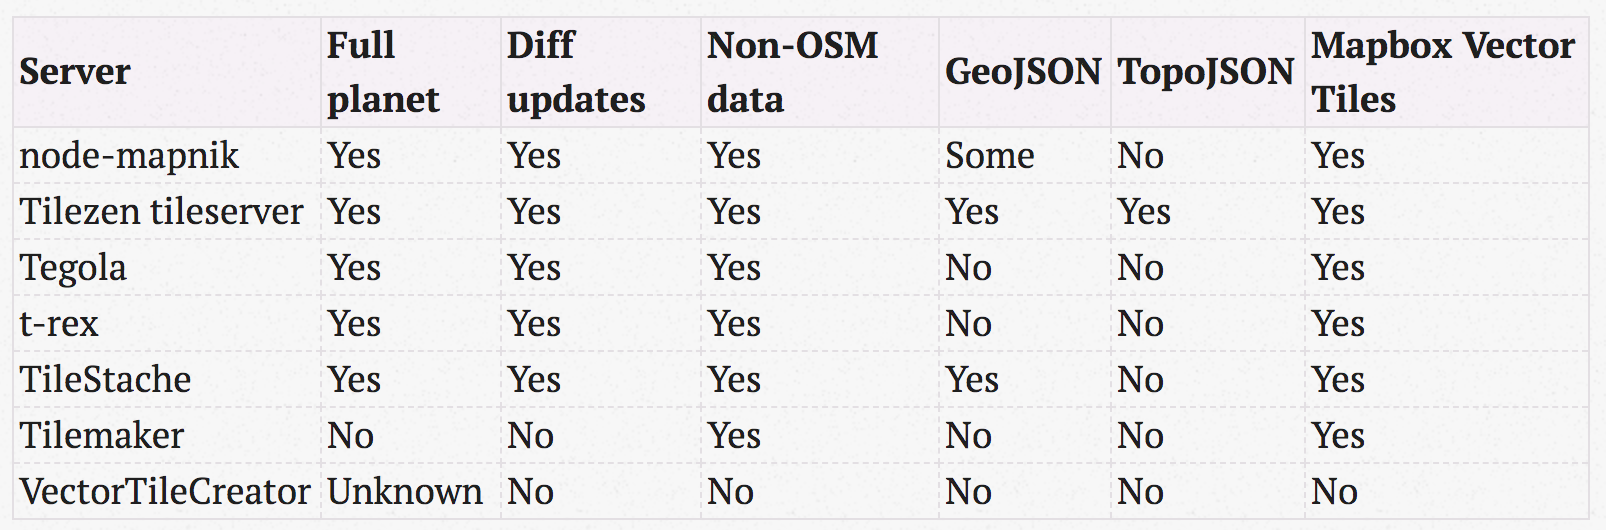 Server Full planet Diff updates Non-OSM data GeoJSON TopoJSON Mapbox Vector Tiles
node-mapnik Yes Yes Yes Some No Yes
Tilezen tileserver Yes Yes Yes Yes Yes Yes
Tegola Yes Yes Yes No No Yes
t-rex Yes Yes Yes No No Yes
TileStache Yes Yes Yes Yes No Yes
Tilemaker No No Yes No No Yes
VectorTileCreator Unknown No No No No No